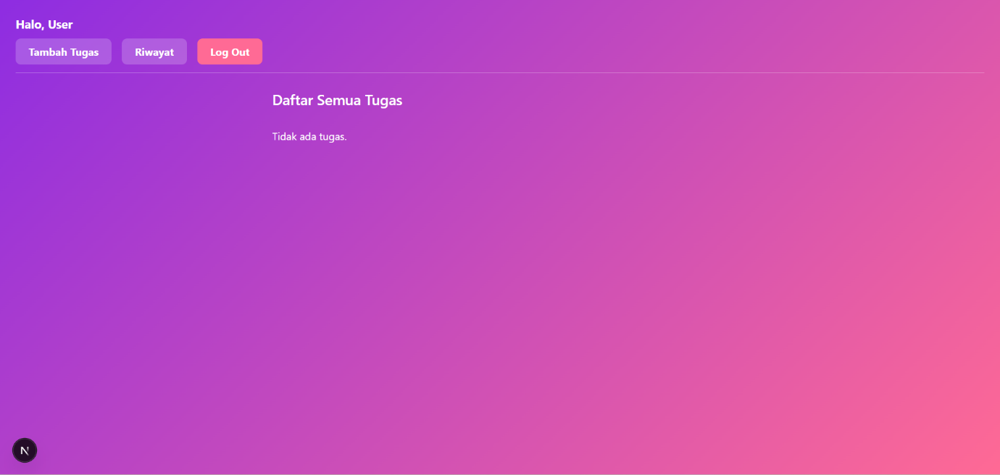 Halo, User
Tambah Tugas Riwayat Log Out
Daftar Semua Tugas
Tidak ada tugas.
N